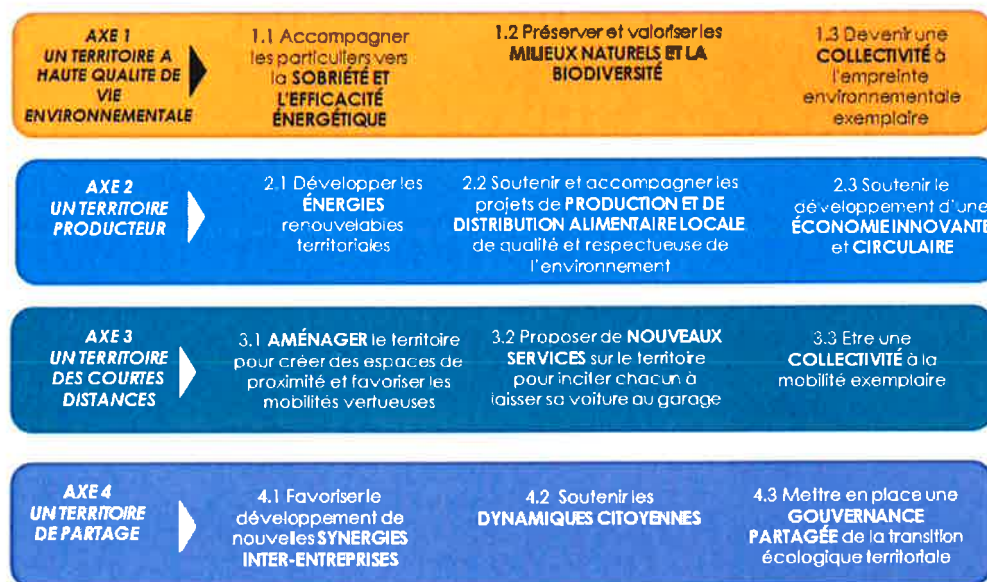 AXE 1
UN TERRITOIRE A
HAUTE QUALITE DE
VIE
ENVIRONNEMENTALE
1.1 Accompagner
les particuliers vers
la SOBRIÉTÉ ET
L'EFFICACITÉ
ÉNERGÉTIQUE
1.2 Préserver et valoriser les
MILIEUX NATURELS ET LA
BIODIVERSITÉ
1.3 Devenir une
COLLECTIVITÉ à
l'empreinte
environnementale
exemplaire
AXE 2
UN TERRITOIRE
PRODUCTEUR
2.1 Développer les
ÉNERGIES
renouvelables
territoriales
2.2 Soutenir et accompagner les
projets de PRODUCTION ET DE
DISTRIBUTION ALIMENTAIRE LOCALE
de qualité et respectueuse de
l'environnement
2.3 Soutenir le
développement d'une
ÉCONOMIE INNOVANTE
et CIRCULAIRE
AXE 3
UN TERRITOIRE
DES COURTES
DISTANCES
3.1 AMÉNAGER le territoire
pour créer des espaces de
proximité et favoriser les
mobilités vertueuses
3.2 Proposer de NOUVEAUX
SERVICES sur le territoire
pour inciter chacun à
laisser sa voiture au garage
3.3 Etre une
COLLECTIVITÉ à la
mobilité exemplaire
AXE 4
UN TERRITOIRE
DE PARTAGE
4.1 Favoriser le
développement de
nouvelles SYNERGIES
INTER-ENTREPRISES
4.2 Soutenir les
DYNAMIQUES CITOYENNES
4.3 Mettre en place une
GOUVERNANCE
PARTAGÉE de la transition
écologique territoriale